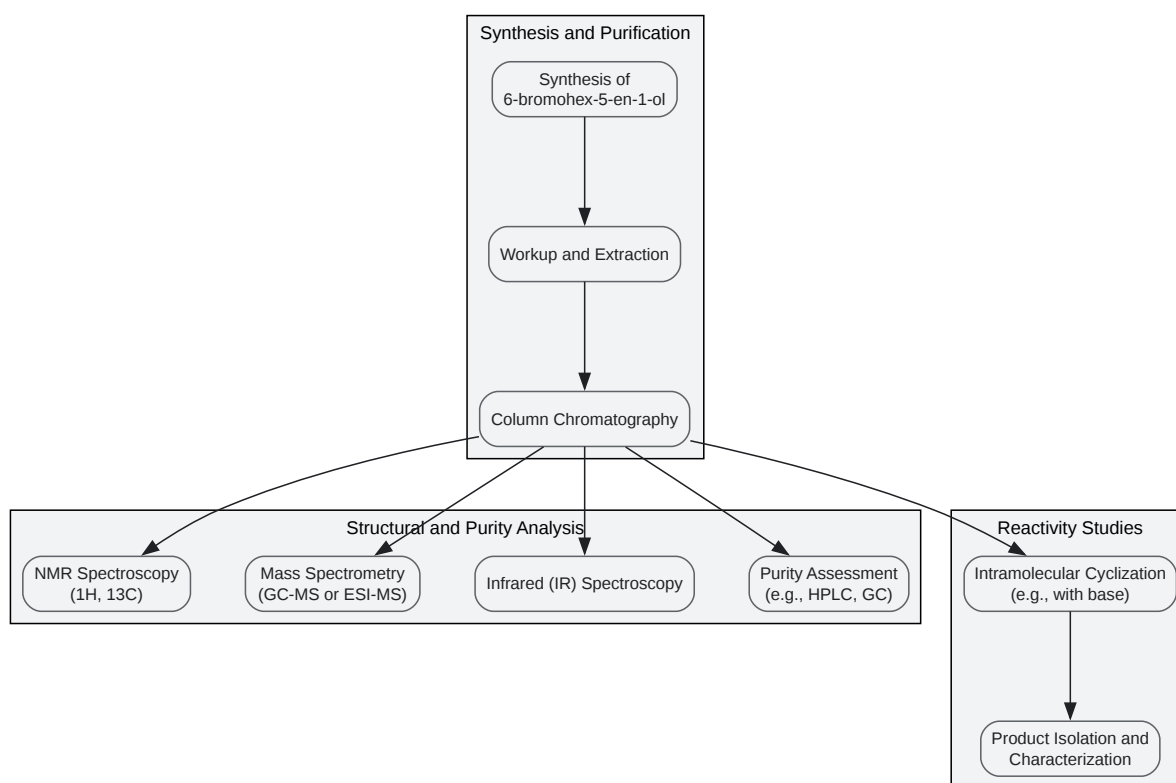 Synthesis and Purification
Synthesis of
6-bromohex-5-en-1-ol
Workup and Extraction
Column Chromatography
Structural and Purity Analysis
NMR Spectroscopy
(1H, 13C)
Mass Spectrometry
(GC-MS or ESI-MS)
Infrared (IR) Spectroscopy
Purity Assessment
(e.g., HPLC, GC)
Reactivity Studies
Intramolecular Cyclization
(e.g., with base)
Product Isolation and
Characterization